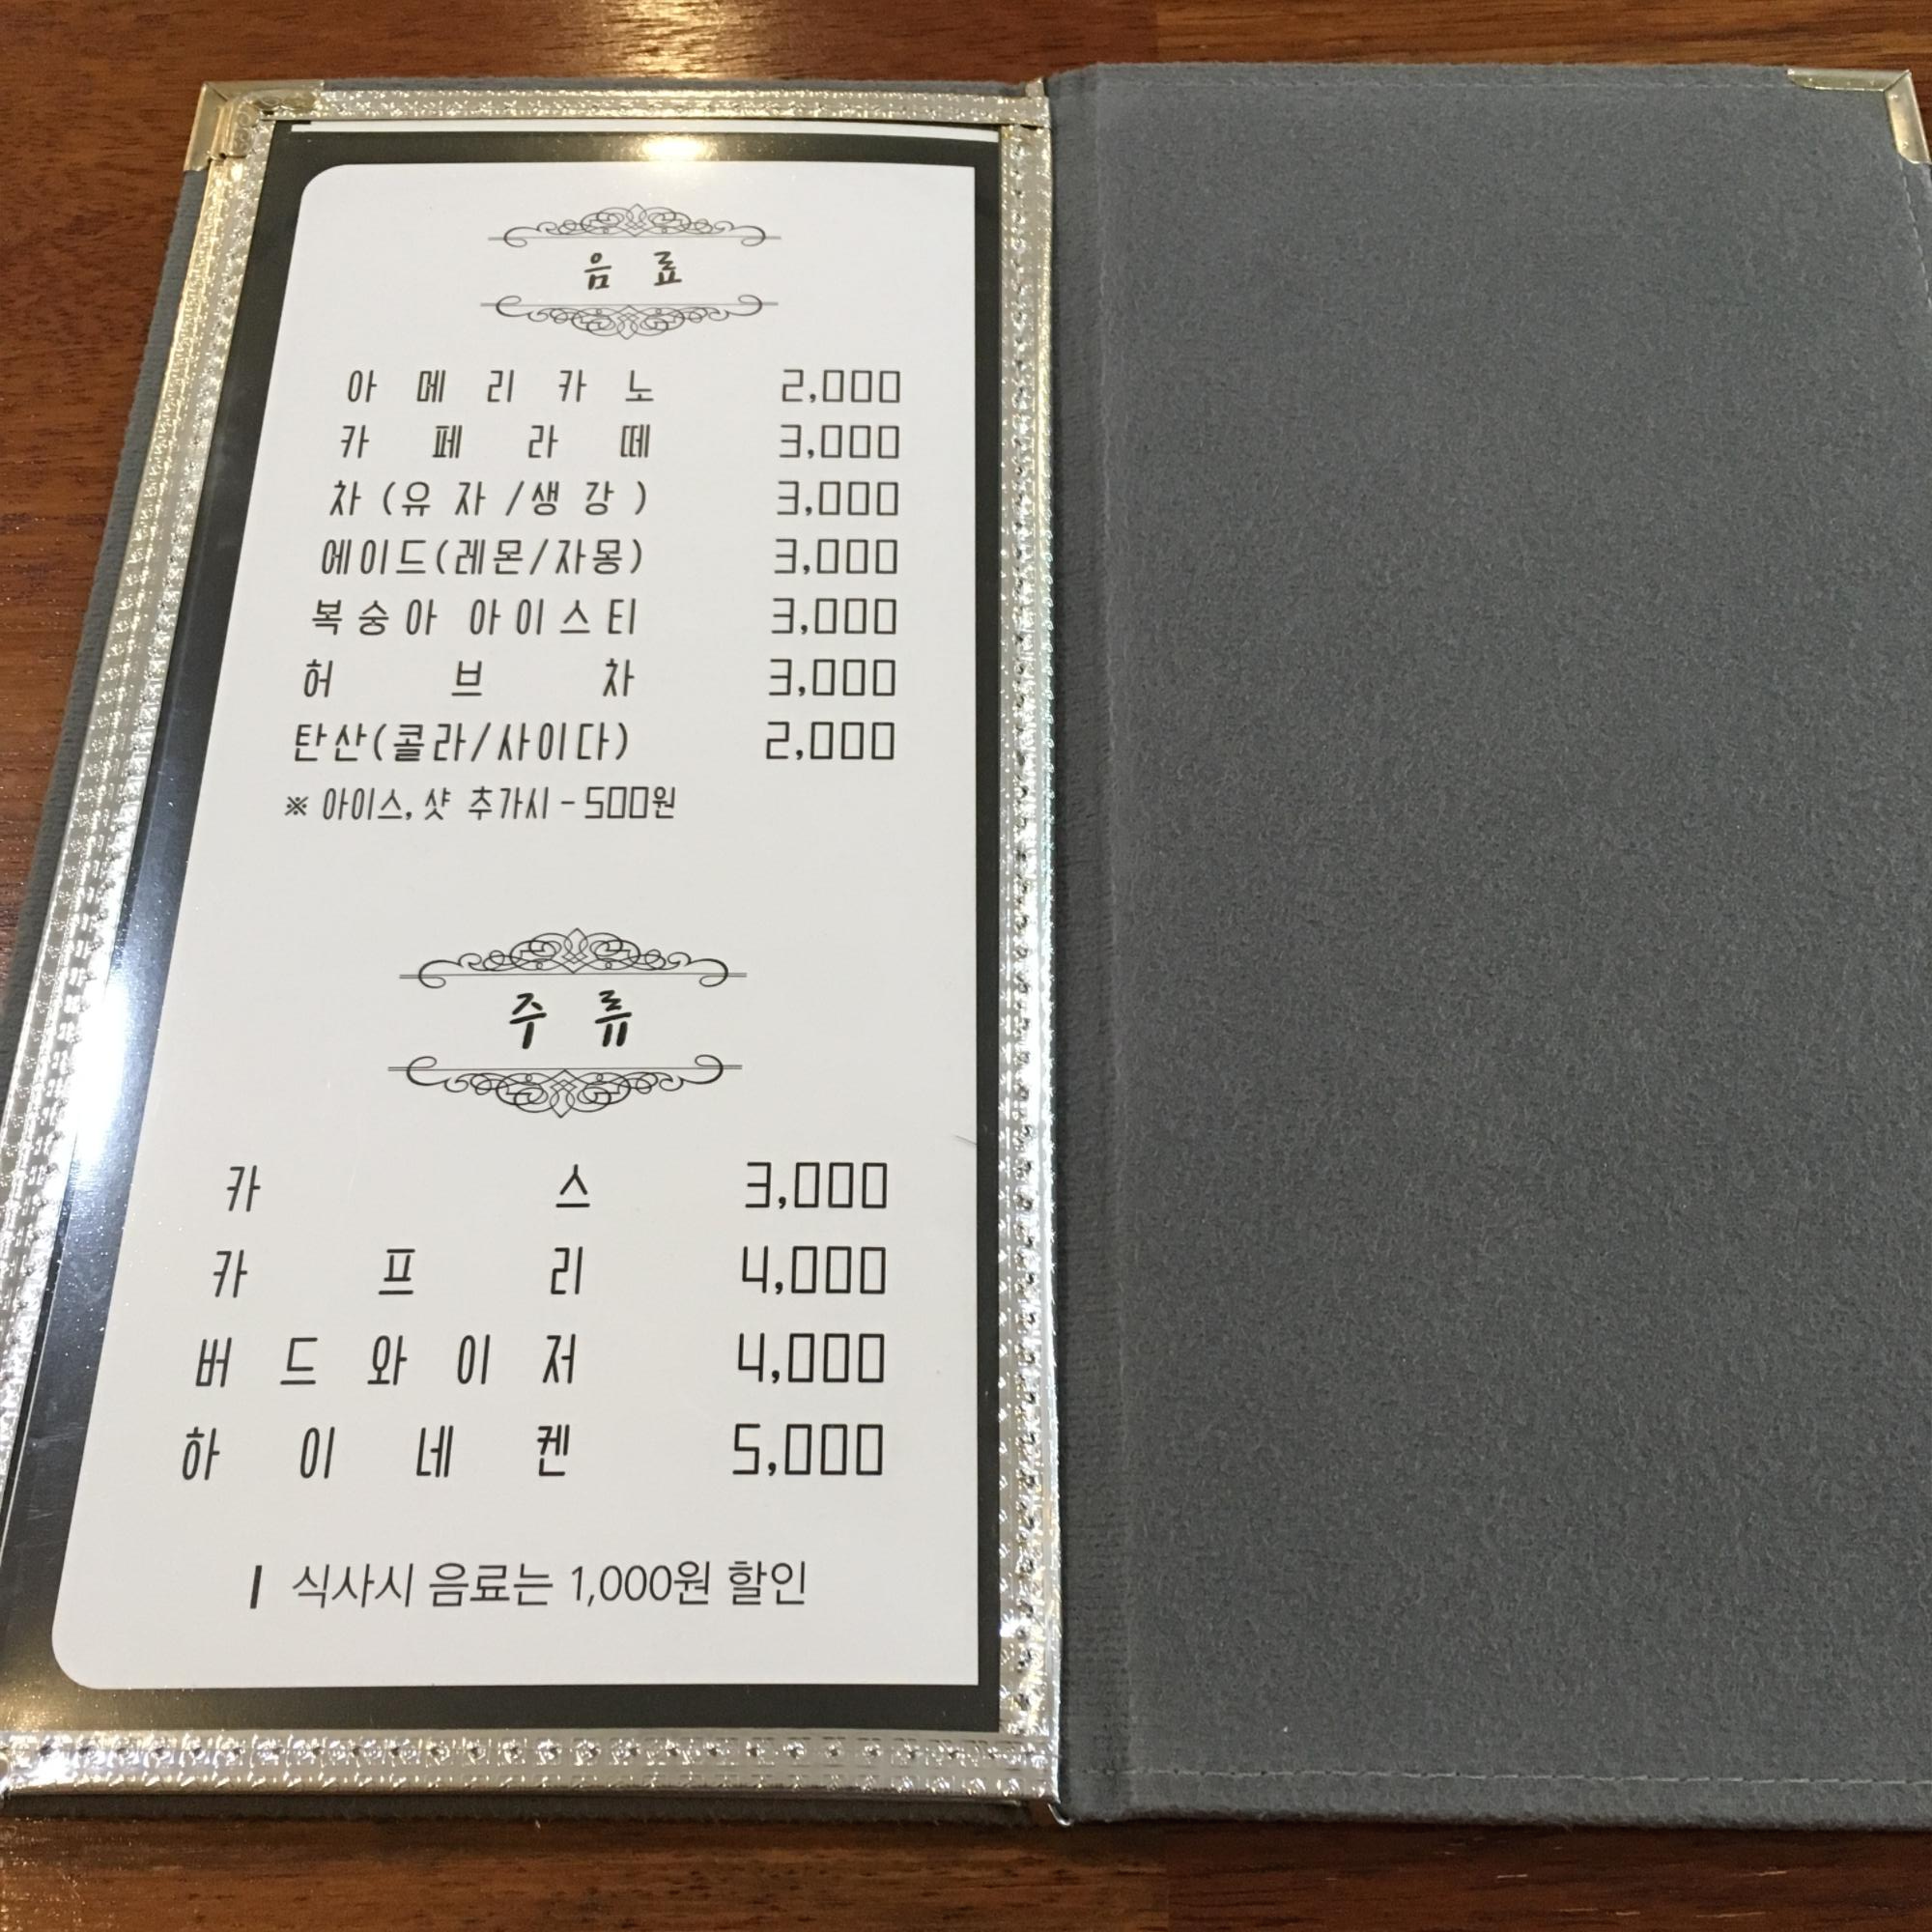 음 료
아메리카노 2,000
카페라떼 3,000
차(유자/생강) 3,000
에이드(레몬/자몽) 3,000
복숭아 아이스티 3,000
허브차 3,000
탄산(콜라/사이다) 2,000
※ 아이스, 샷 추가시 - 500원
주 류
카스 3,000
카프리 4,000
버드와이저 4,000
하이네켄 5,000
| 식사시 음료는 1,000원 할인